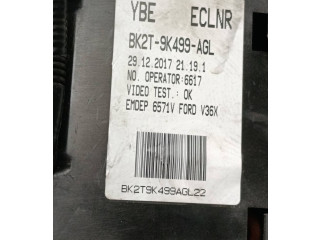 YBE ECLNR
BK2T-9K499-AGL
29.12.2017 21.19.1
NO. OPERATOR:6617
VIDEO TEST.: OK
EMDEP 6571V FORD V36X
BK2T9K499AGL22